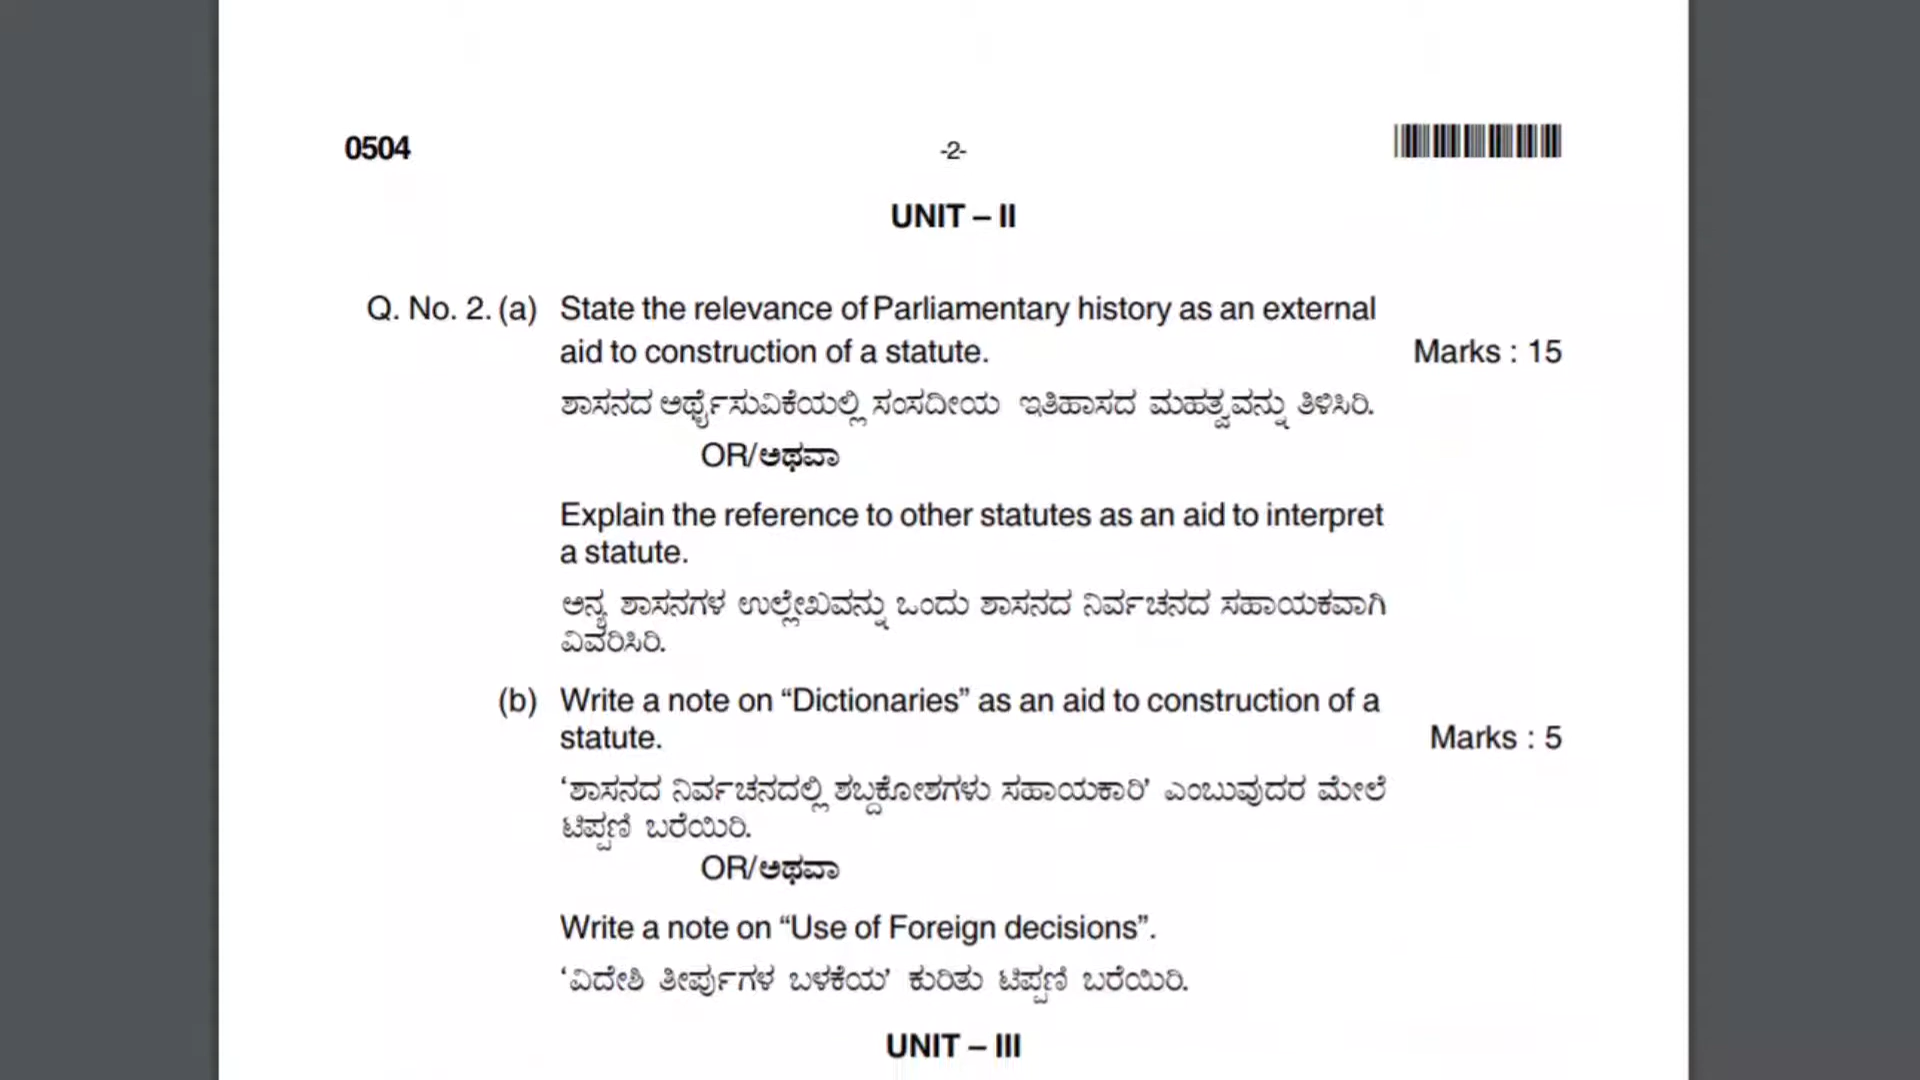 0504
-2-
UNIT – II
Q. No. 2. (a) State the relevance of Parliamentary history as an external
aid to construction of a statute. Marks : 15
ಶಾಸನದ ಅರ್ಥೈಸುವಿಕೆಯಲ್ಲಿ ಸಂಸದೀಯ ಇತಿಹಾಸದ ಮಹತ್ವವನ್ನು ತಿಳಿಸಿರಿ.
OR/ಅಥವಾ
Explain the reference to other statutes as an aid to interpret
a statute.
ಅನ್ಯ ಶಾಸನಗಳ ಉಲ್ಲೇಖವನ್ನು ಒಂದು ಶಾಸನದ ನಿರ್ವಚನದ ಸಹಾಯಕವಾಗಿ
ವಿವರಿಸಿರಿ.
(b) Write a note on “Dictionaries” as an aid to construction of a
statute. Marks : 5
‘ಶಾಸನದ ನಿರ್ವಚನದಲ್ಲಿ ಶಬ್ದಕೋಶಗಳು ಸಹಾಯಕಾರಿ’ ಎಂಬುವುದರ ಮೇಲೆ
ಟಿಪ್ಪಣಿ ಬರೆಯಿರಿ.
OR/ಅಥವಾ
Write a note on “Use of Foreign decisions”.
‘ವಿದೇಶಿ ತೀರ್ಪುಗಳ ಬಳಕೆಯ’ ಕುರಿತು ಟಿಪ್ಪಣಿ ಬರೆಯಿರಿ.
UNIT – III